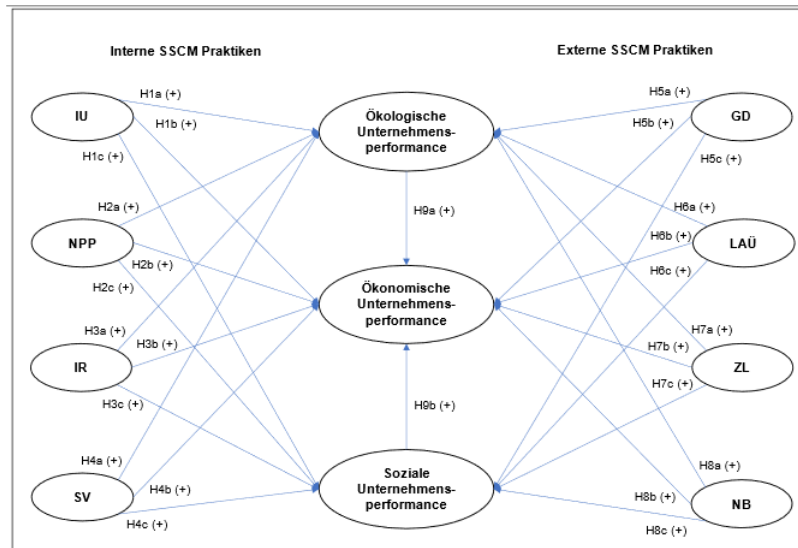 Interne SSCM Praktiken
Externe SSCM Praktiken
IU
H1a (+)
H1b (+)
H1c (+)
Ökologische
Unternehmens-
performance
H5a (+)
H5b (+)
H5c (+)
GD
NPP
H2a (+)
H2b (+)
H2c (+)
H9a (+)
H6a (+)
H6b (+)
H6c (+)
LAÜ
Ökonomische
Unternehmens-
performance
IR
H3a (+)
H3b (+)
H3c (+)
H7a (+)
H7b (+)
H7c (+)
ZL
H9b (+)
SV
H4a (+)
H4b (+)
H4c (+)
Soziale
Unternehmens-
performance
H8a (+)
H8b (+)
H8c (+)
NB